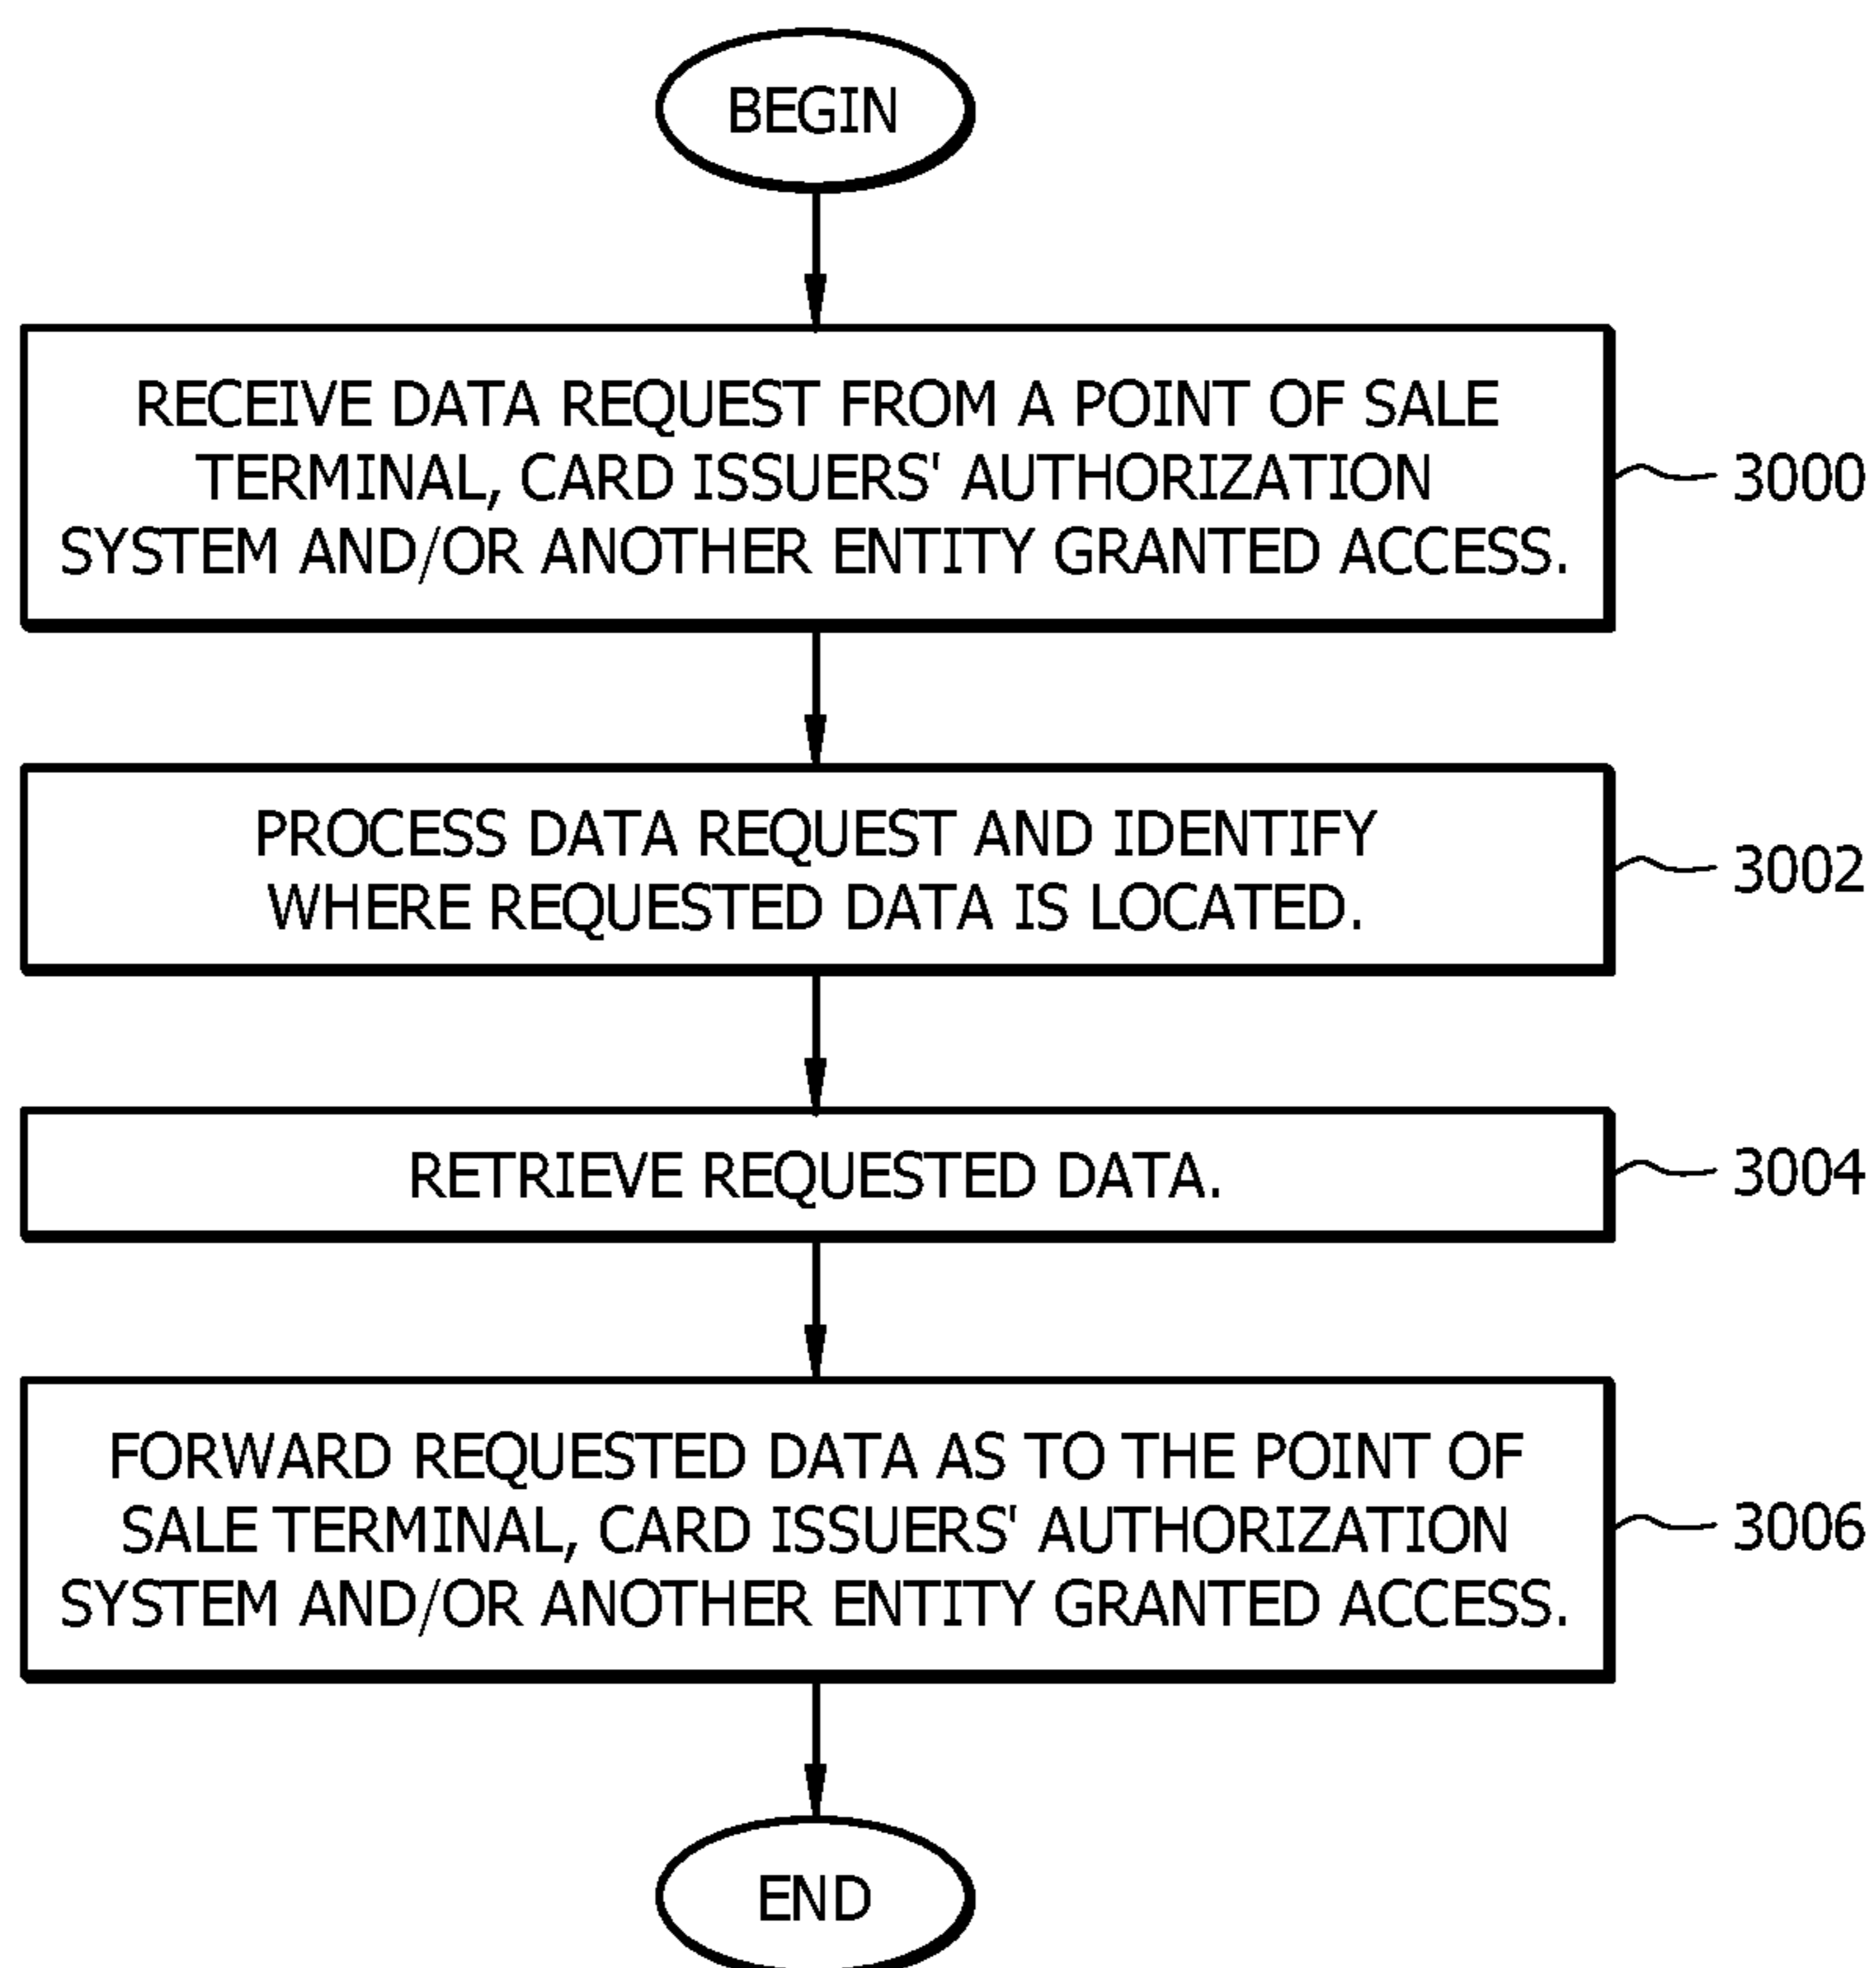 BEGIN
RECEIVE DATA REQUEST FROM A POINT OF SALE
TERMINAL, CARD ISSUERS' AUTHORIZATION
SYSTEM AND/OR ANOTHER ENTITY GRANTED ACCESS.
3000
PROCESS DATA REQUEST AND IDENTIFY
WHERE REQUESTED DATA IS LOCATED.
3002
RETRIEVE REQUESTED DATA.
3004
FORWARD REQUESTED DATA AS TO THE POINT OF
SALE TERMINAL, CARD ISSUERS' AUTHORIZATION
SYSTEM AND/OR ANOTHER ENTITY GRANTED ACCESS.
3006
END